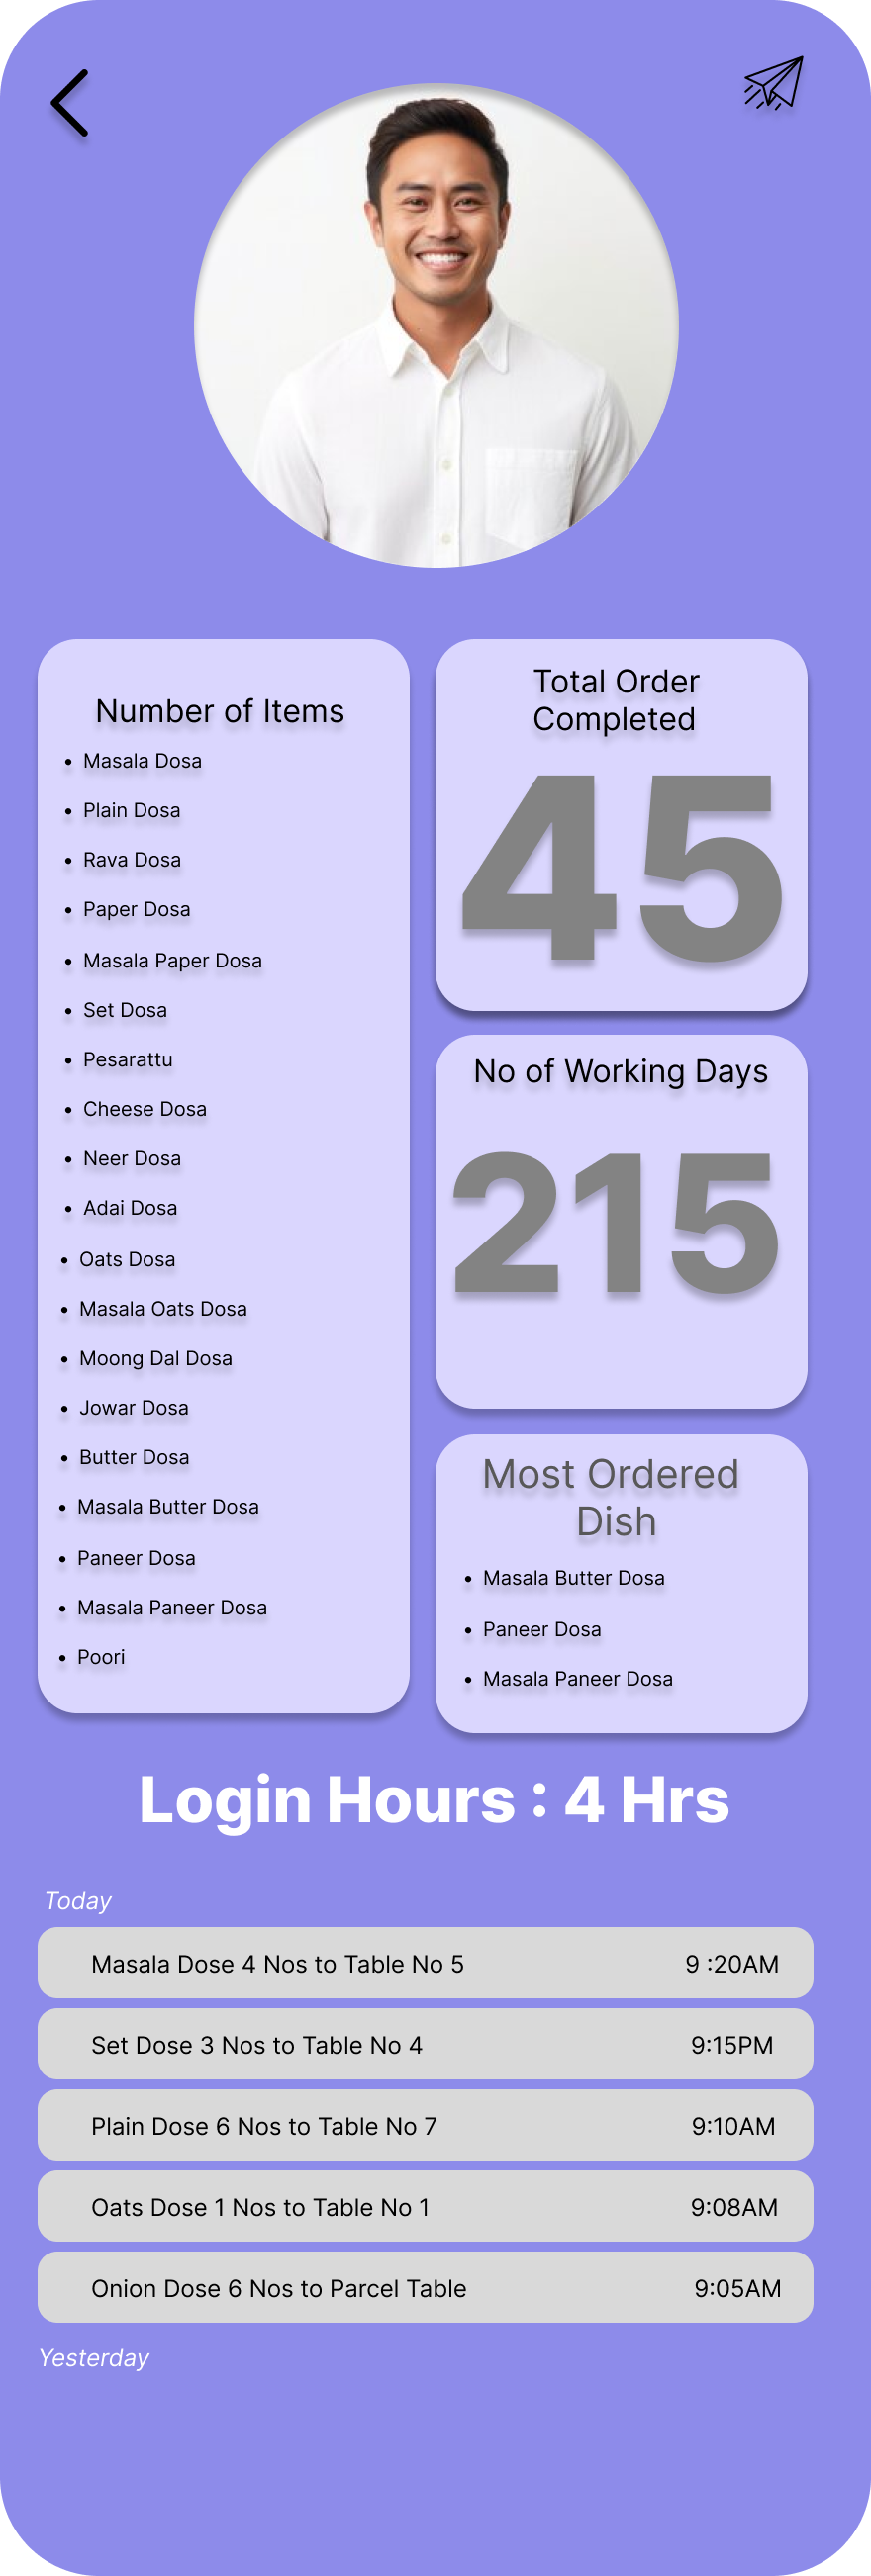 Number of Items
• Masala Dosa
• Plain Dosa
• Rava Dosa
• Paper Dosa
• Masala Paper Dosa
• Set Dosa
• Pesarattu
• Cheese Dosa
• Neer Dosa
• Adai Dosa
• Oats Dosa
• Masala Oats Dosa
• Moong Dal Dosa
• Jowar Dosa
• Butter Dosa
• Masala Butter Dosa
• Paneer Dosa
• Masala Paneer Dosa
• Poori
Total Order
Completed
45
No of Working Days
215
Most Ordered
Dish
• Masala Butter Dosa
• Paneer Dosa
• Masala Paneer Dosa
Login Hours : 4 Hrs
Today
Masala Dose 4 Nos to Table No 5 9 :20AM
Set Dose 3 Nos to Table No 4 9:15PM
Plain Dose 6 Nos to Table No 7 9:10AM
Oats Dose 1 Nos to Table No 1 9:08AM
Onion Dose 6 Nos to Parcel Table 9:05AM
Yesterday